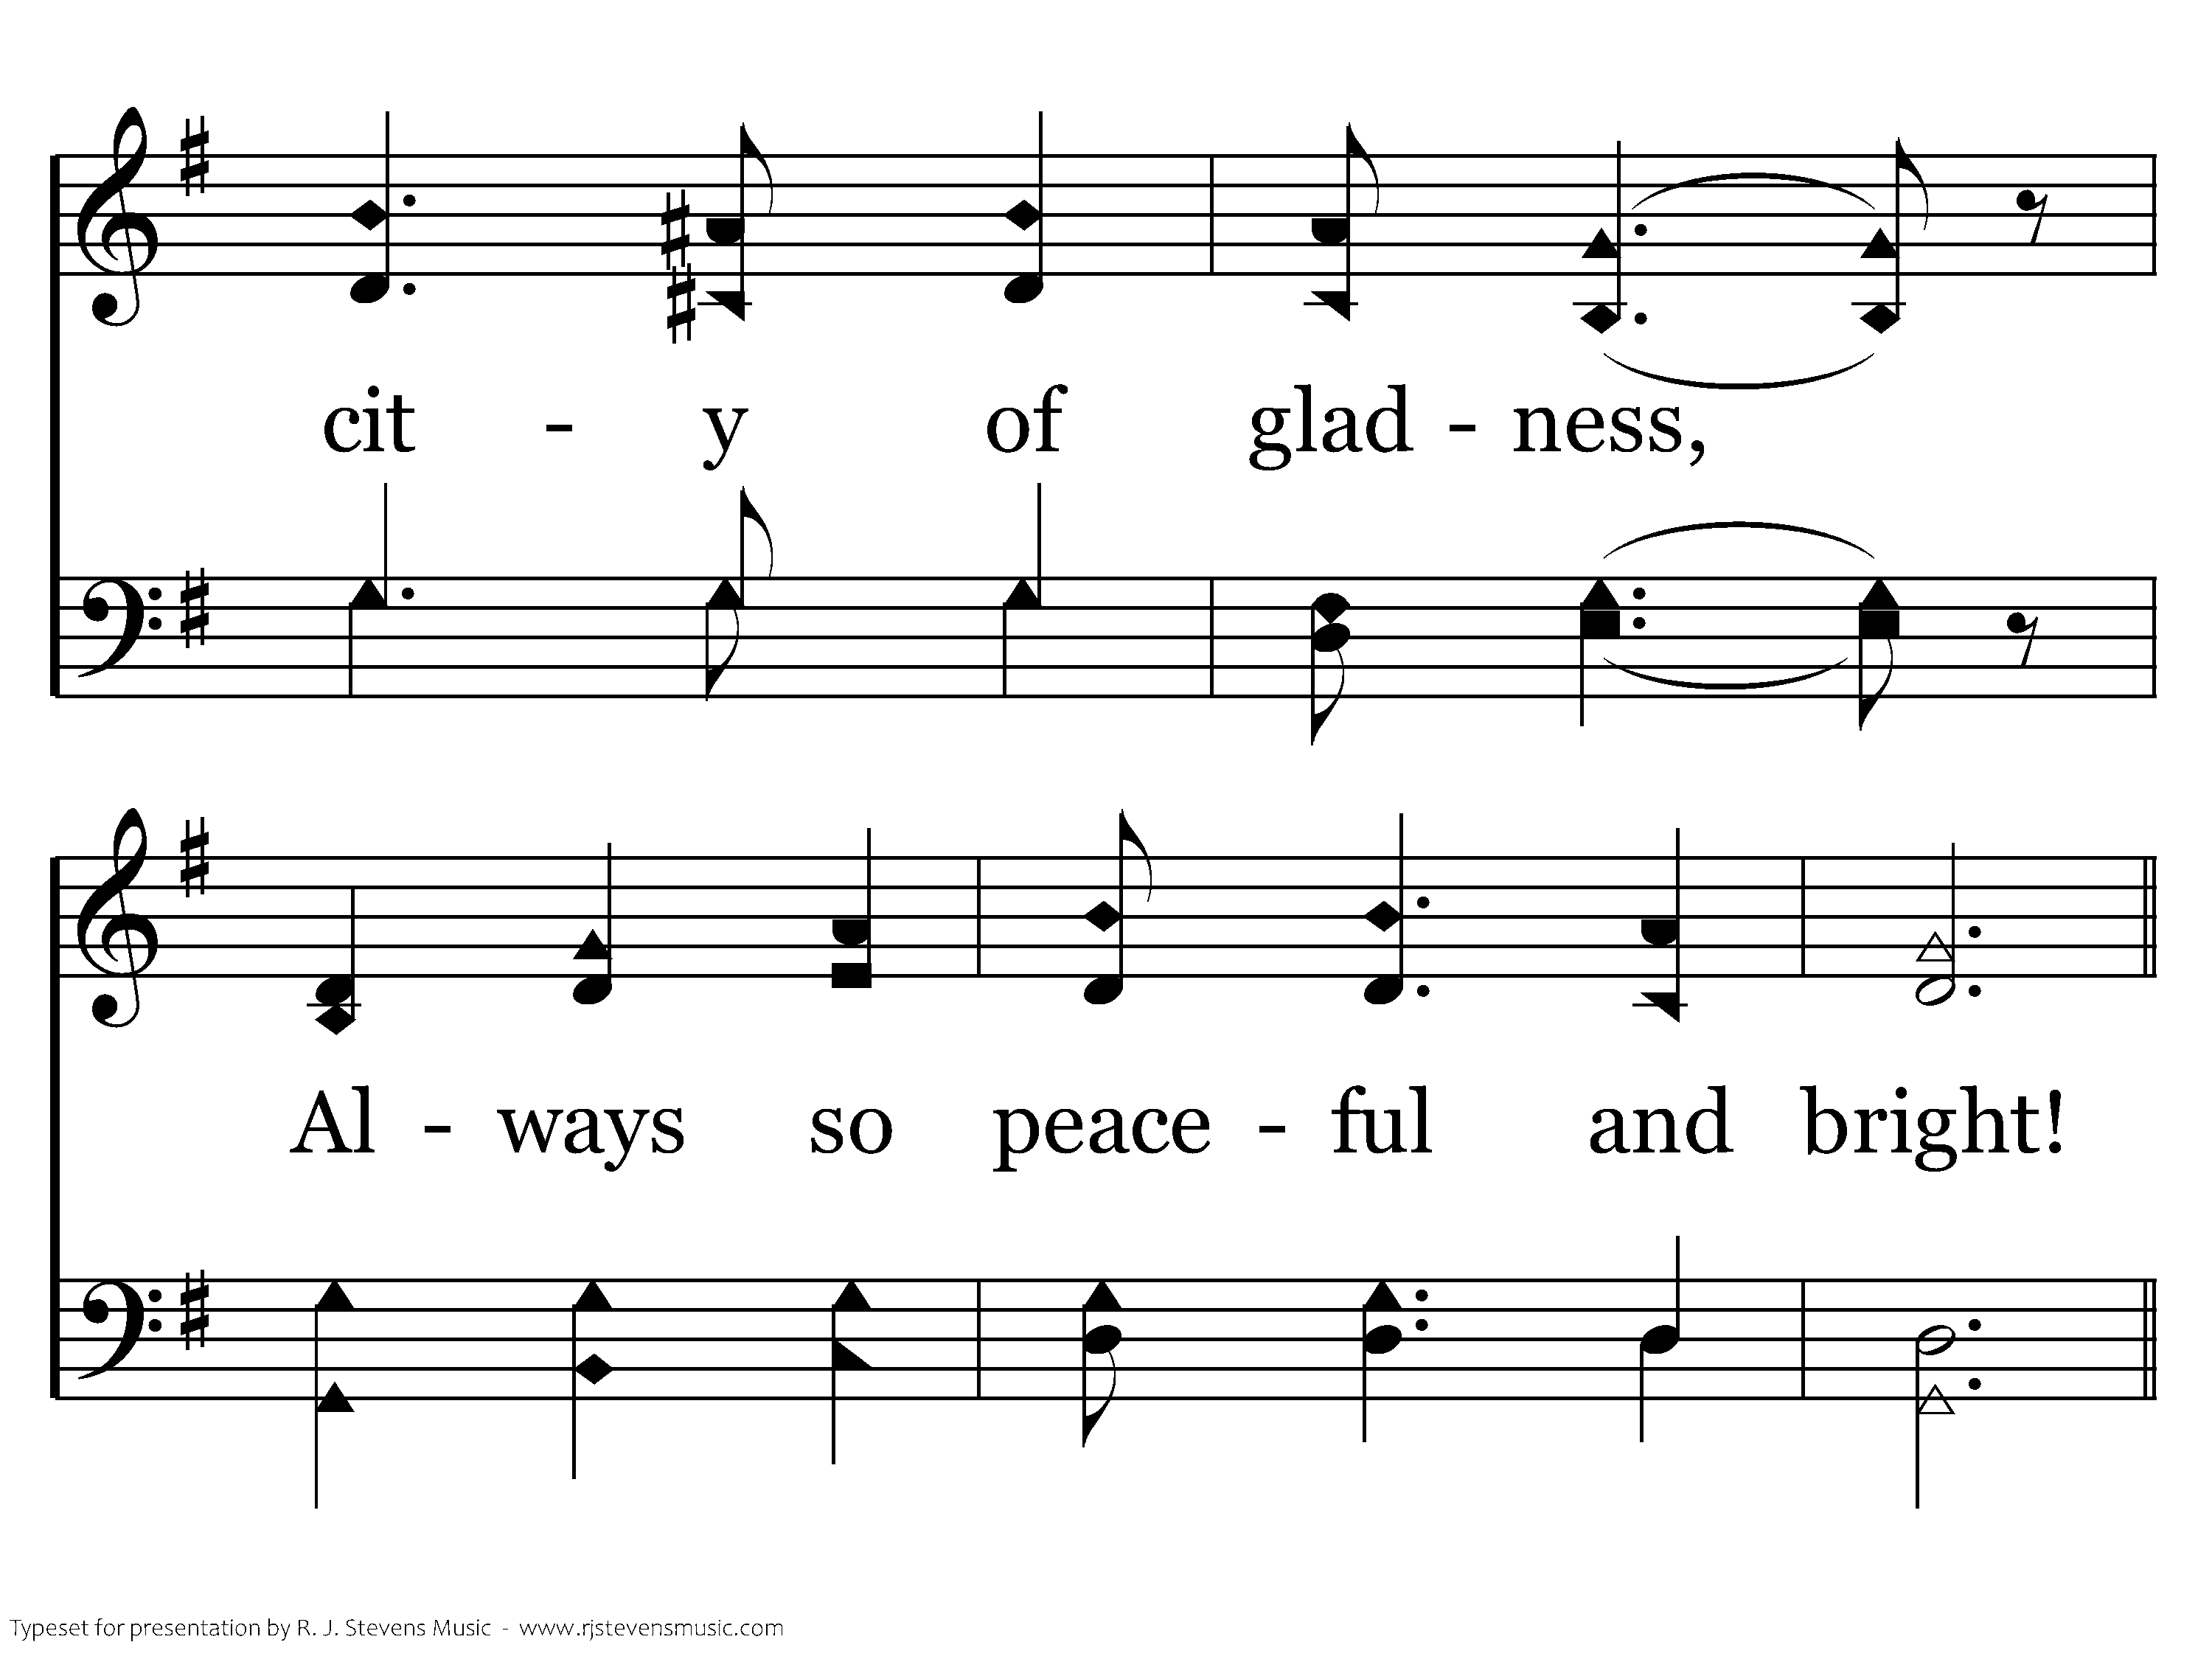 cit - y of glad - ness,
Al - ways so peace - ful and bright!
Typeset for presentation by R. J. Stevens Music - www.rjstevensmusic.com